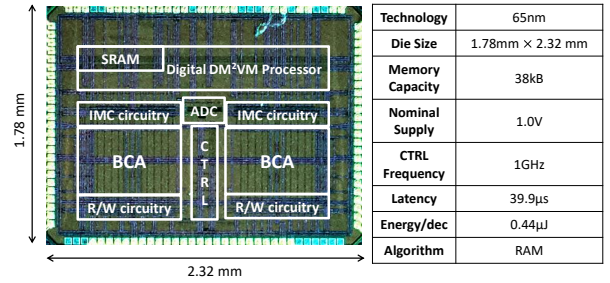 1.78 mm
SRAM
Digital DM²VM Processor
IMC circuitry
ADC
IMC circuitry
BCA
CTRL
BCA
R/W circuitry
R/W circuitry
2.32 mm
Technology 65nm
Die Size 1.78mm × 2.32 mm
Memory
Capacity 38kB
Nominal
Supply 1.0V
CTRL
Frequency 1GHz
Latency 39.9µs
Energy/dec 0.44µJ
Algorithm RAM